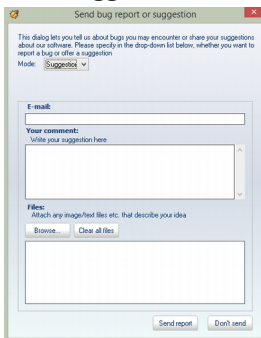 Send bug report or suggestion
This dialog lets you tell us about bugs you may encounter or share your suggestions
about our software. Please specify in the drop-down list below, whether you want to
report a bug or offer a suggestion
Mode: Suggestion
E-mail:
Your comment:
Write your suggestion here
Files:
Attach any image/text files etc. that describe your idea
Browse... Clear all files
Send report Don't send